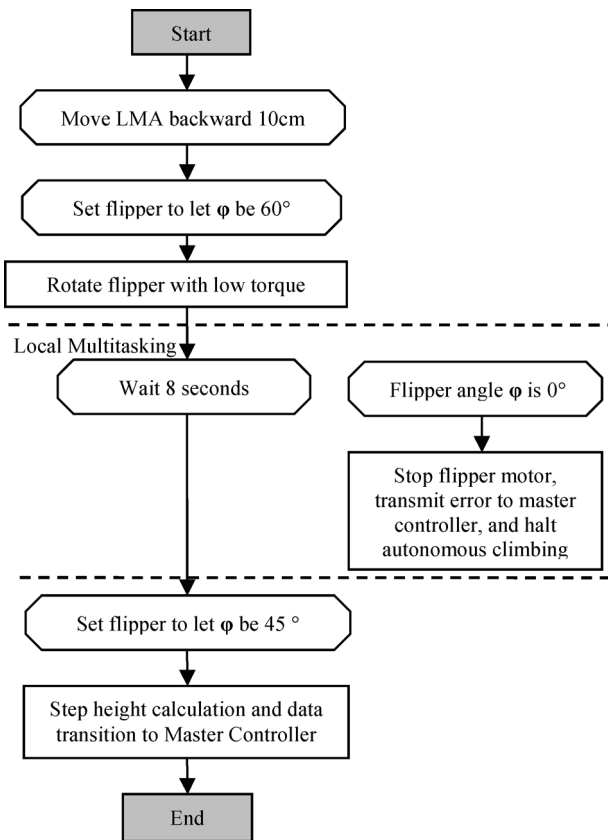 Start
Move LMA backward 10cm
Set flipper to let φ be 60°
Rotate flipper with low torque
Local Multitasking
Wait 8 seconds
Flipper angle φ is 0°
Stop flipper motor,
transmit error to master
controller, and halt
autonomous climbing
Set flipper to let φ be 45 °
Step height calculation and data
transition to Master Controller
End